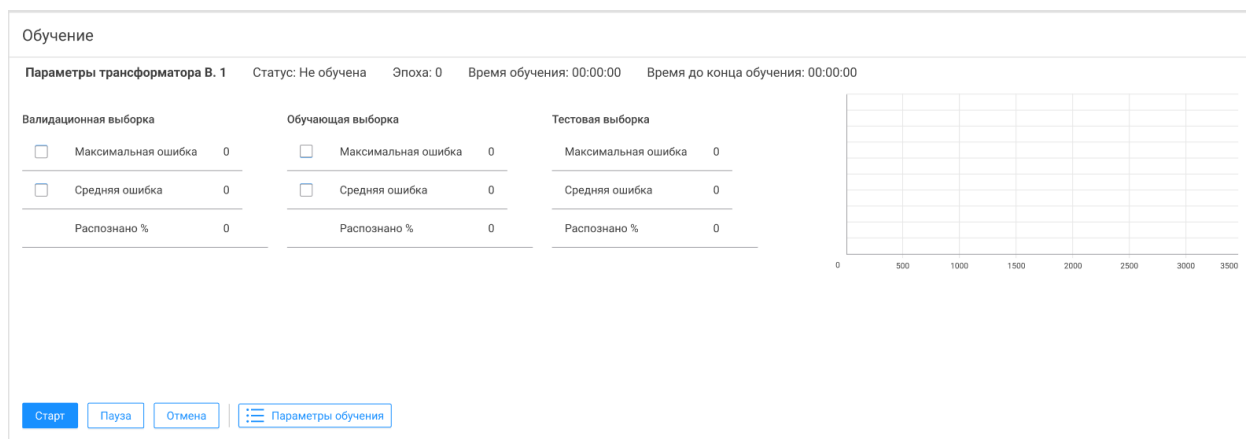 Обучение
Параметры трансформатора В. 1 Статус: Не обучена Эпоха: 0 Время обучения: 00:00:00 Время до конца обучения: 00:00:00
Валидационная выборка Обучающая выборка Тестовая выборка
Максимальная ошибка 0 Максимальная ошибка 0 Максимальная ошибка 0
Средняя ошибка 0 Средняя ошибка 0 Средняя ошибка 0
Распознано % 0 Распознано % 0 Распознано % 0
0 500 1000 1500 2000 2500 3000 3500
Старт Пауза Отмена Параметры обучения